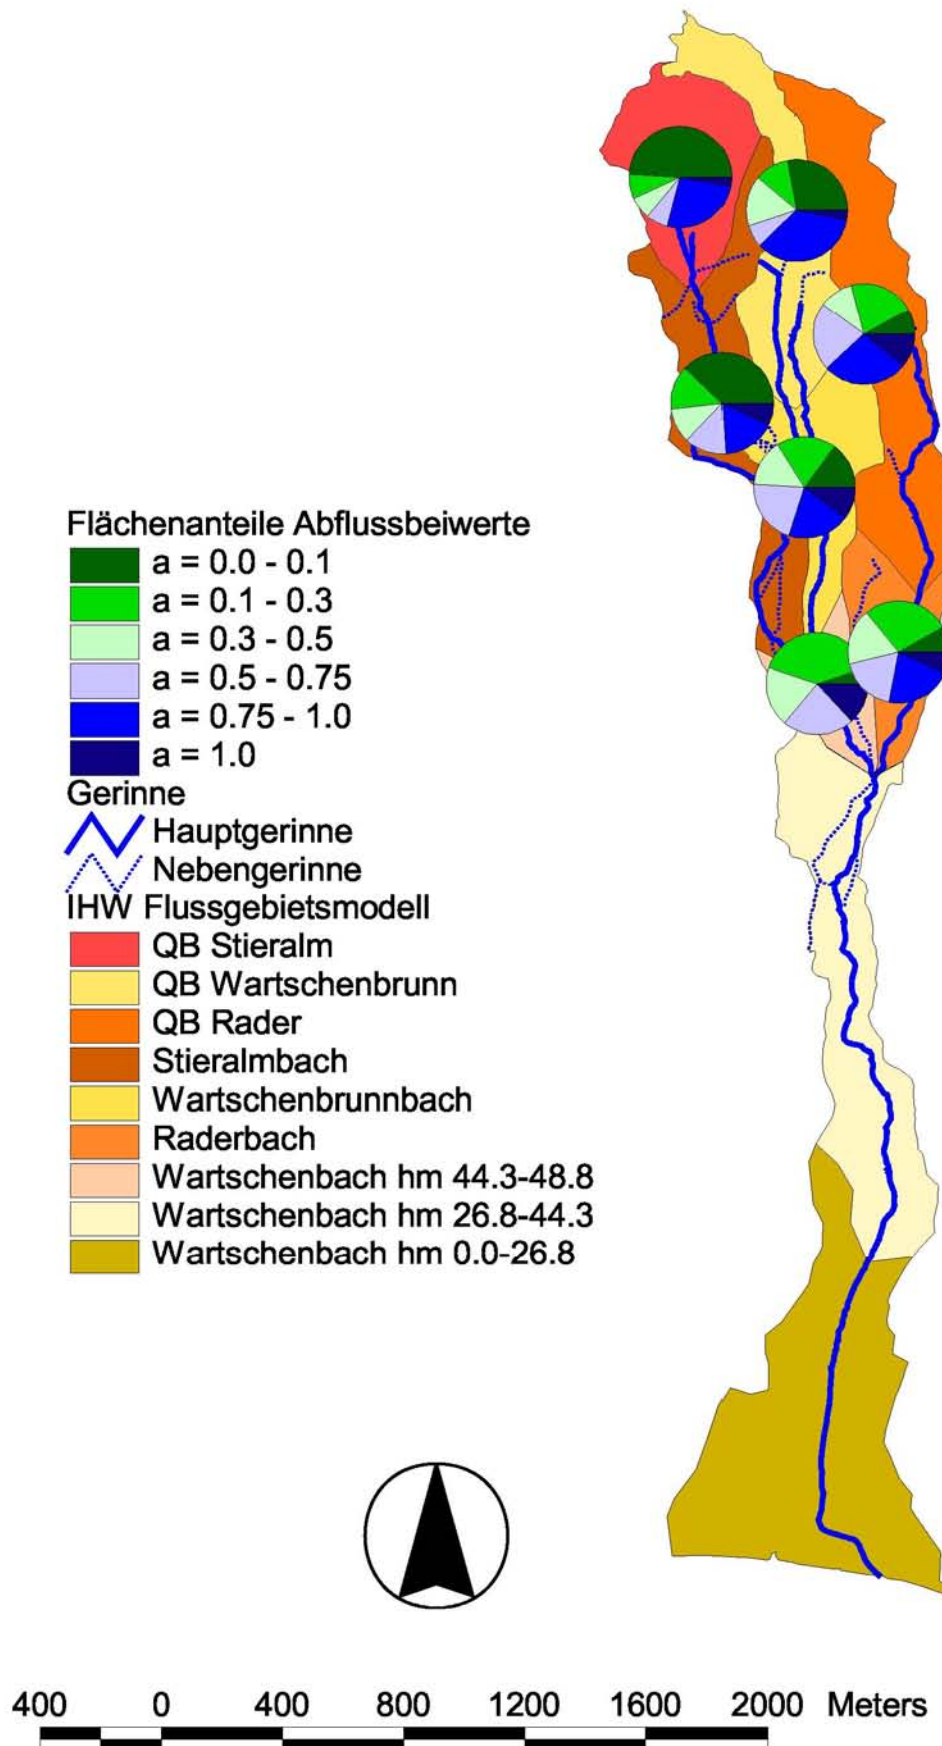 Flächenanteile Abflussbeiwerte
a = 0.0 - 0.1
a = 0.1 - 0.3
a = 0.3 - 0.5
a = 0.5 - 0.75
a = 0.75 - 1.0
a = 1.0
Gerinne
Hauptgerinne
Nebengerinne
IHW Flussgebietsmodell
QB Stieralm
QB Wartschenbrunn
QB Rader
Stieralmbach
Wartschenbrunnbach
Raderbach
Wartschenbach hm 44.3-48.8
Wartschenbach hm 26.8-44.3
Wartschenbach hm 0.0-26.8
400 0 400 800 1200 1600 2000 Meters